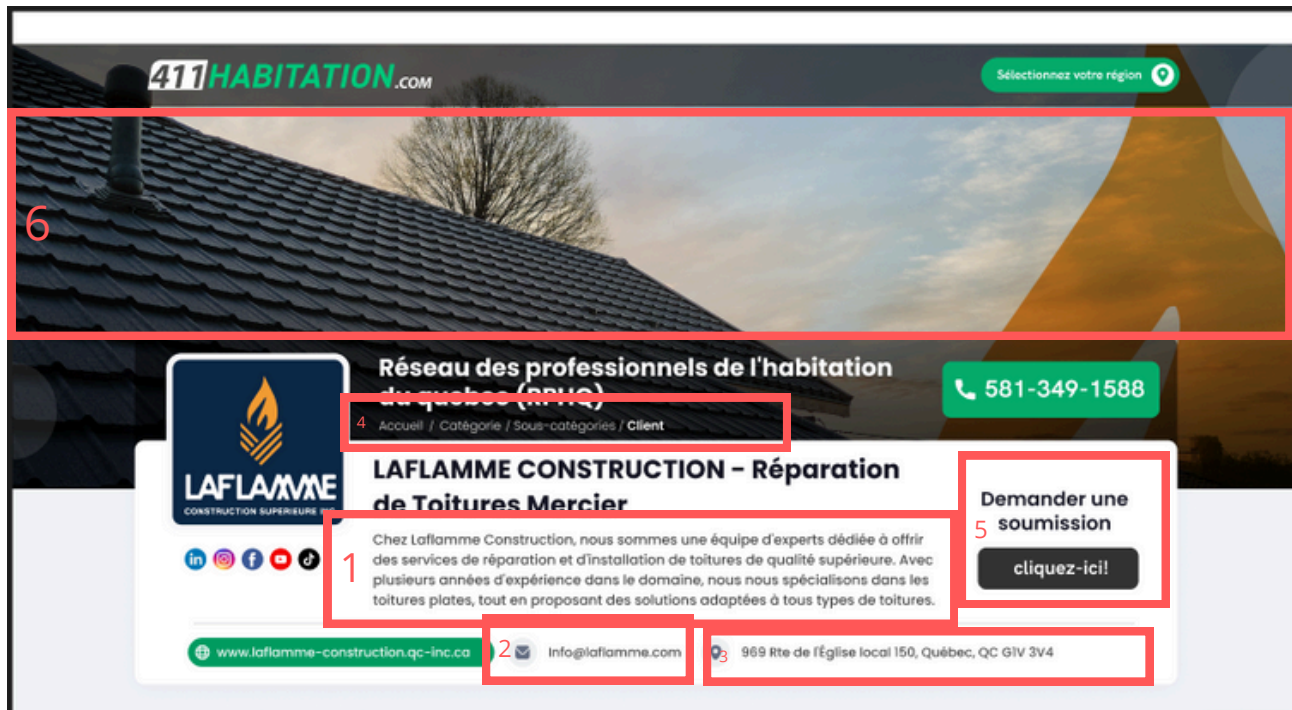 411HABITATION.COM
Sélectionnez votre région
6
Réseau des professionnels de l'habitation
du quebec (RPHQ)
4
Accueil / Catégorie / Sous-catégories / Client
581-349-1588
LAFLAMME
CONSTRUCTION SUPERIEURE INC
LAFLAMME CONSTRUCTION - Réparation
de Toitures Mercier
1
Chez Laflamme Construction, nous sommes une équipe d'experts dédiée à offrir
des services de réparation et d'installation de toitures de qualité supérieure. Avec
plusieurs années d'expérience dans le domaine, nous nous spécialisons dans les
toitures plates, tout en proposant des solutions adaptées à tous types de toitures.
Demander une
soumission
5
cliquez-ici!
www.laflamme-construction.qc-inc.ca
2
Info@laflamme.com
3
969 Rte de l'Église local 150, Québec, QC G1V 3V4